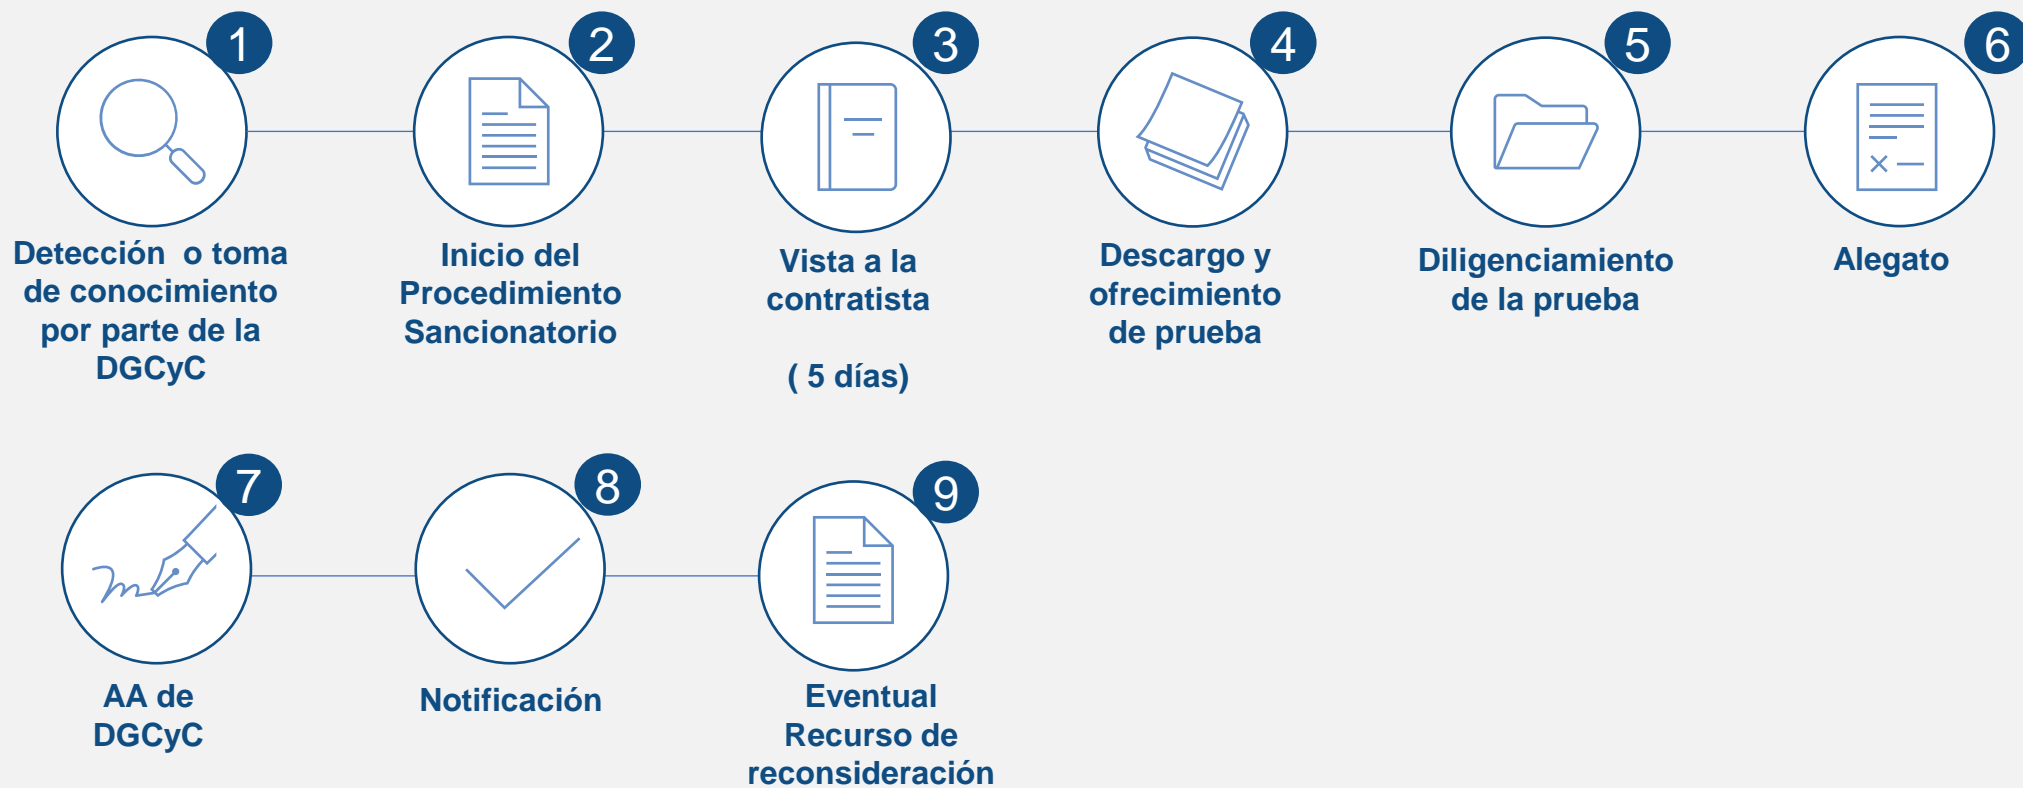 1
Detección o toma
de conocimiento
por parte de la
DGCyC
2
Inicio del
Procedimiento
Sancionatorio
3
Vista a la
contratista
( 5 días)
4
Descargo y
ofrecimiento
de prueba
5
Diligenciamiento
de la prueba
6
Alegato
7
AA de
DGCyC
8
Notificación
9
Eventual
Recurso de
reconsideración